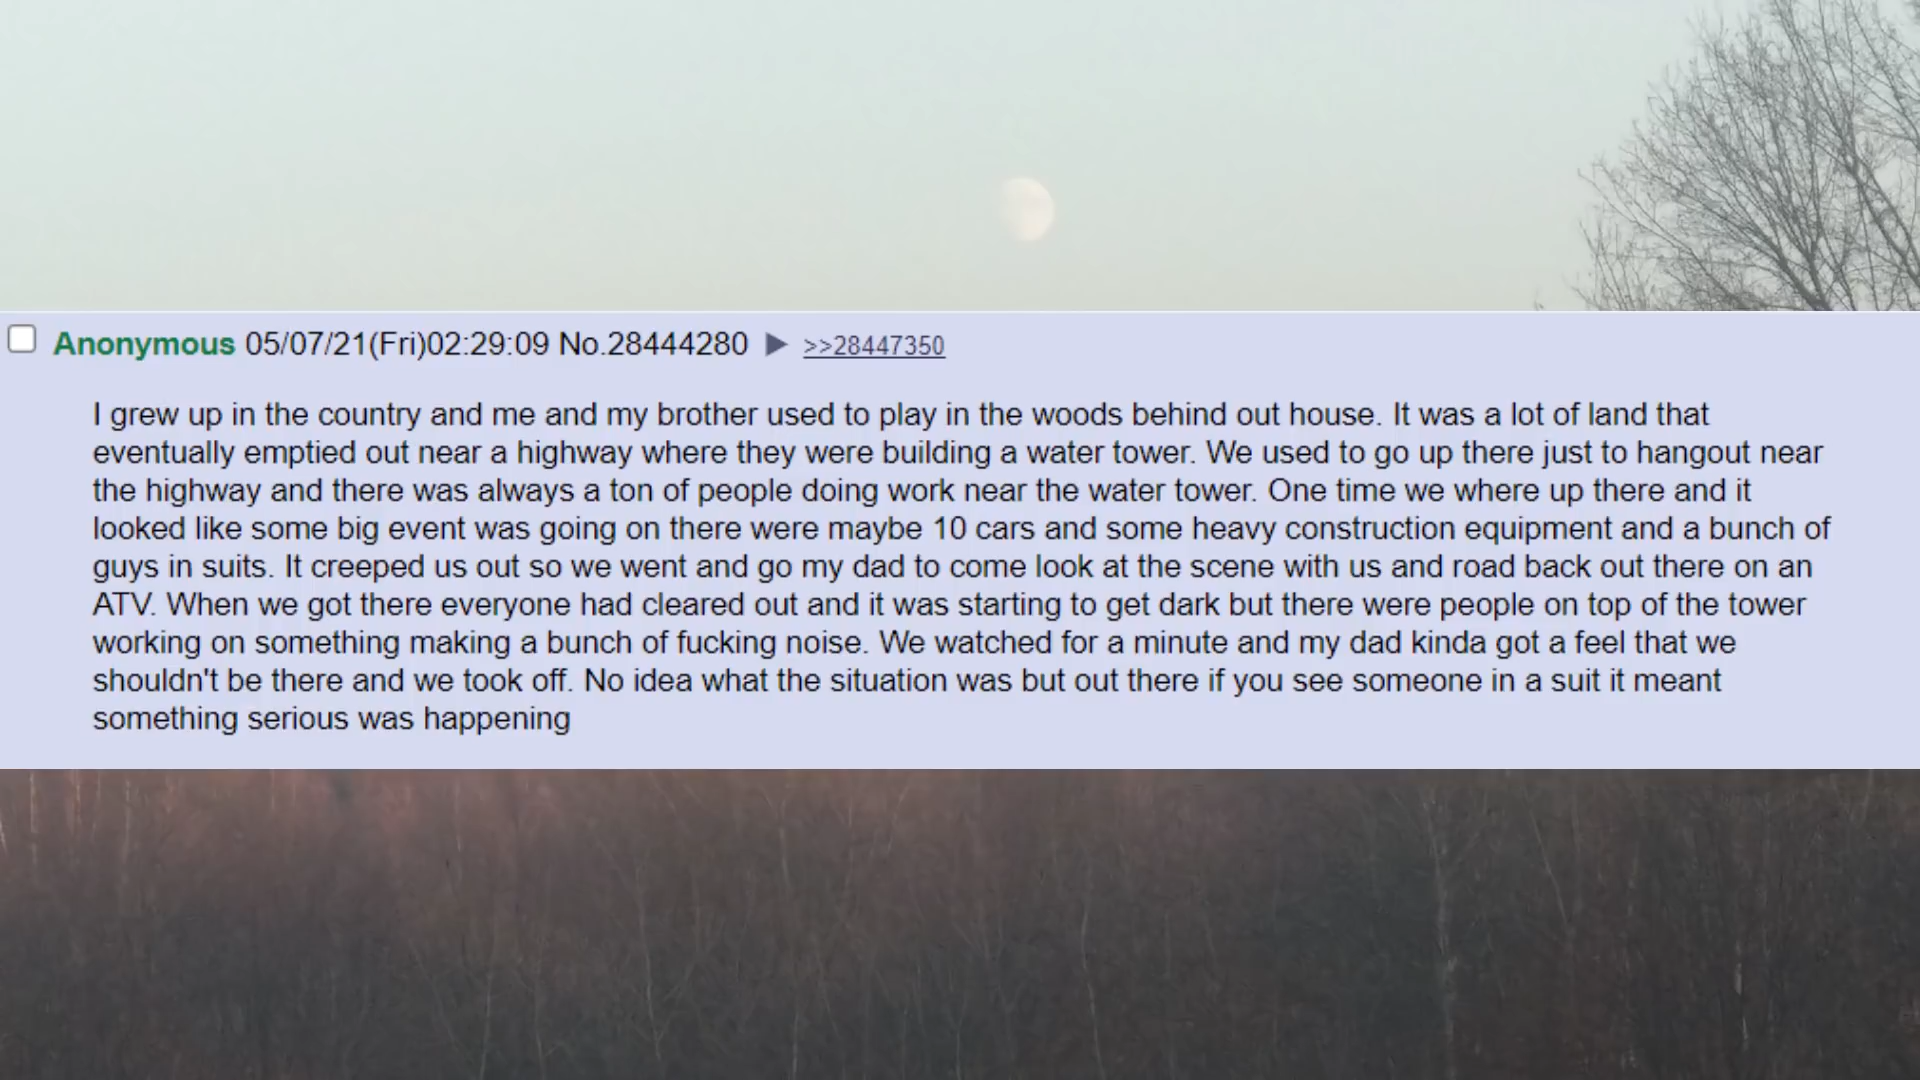 Anonymous 05/07/21(Fri)02:29:09 No.28444280 ▶ >>28447350
I grew up in the country and me and my brother used to play in the woods behind out house. It was a lot of land that
eventually emptied out near a highway where they were building a water tower. We used to go up there just to hangout near
the highway and there was always a ton of people doing work near the water tower. One time we where up there and it
looked like some big event was going on there were maybe 10 cars and some heavy construction equipment and a bunch of
guys in suits. It creeped us out so we went and go my dad to come look at the scene with us and road back out there on an
ATV. When we got there everyone had cleared out and it was starting to get dark but there were people on top of the tower
working on something making a bunch of fucking noise. We watched for a minute and my dad kinda got a feel that we
shouldn't be there and we took off. No idea what the situation was but out there if you see someone in a suit it meant
something serious was happening